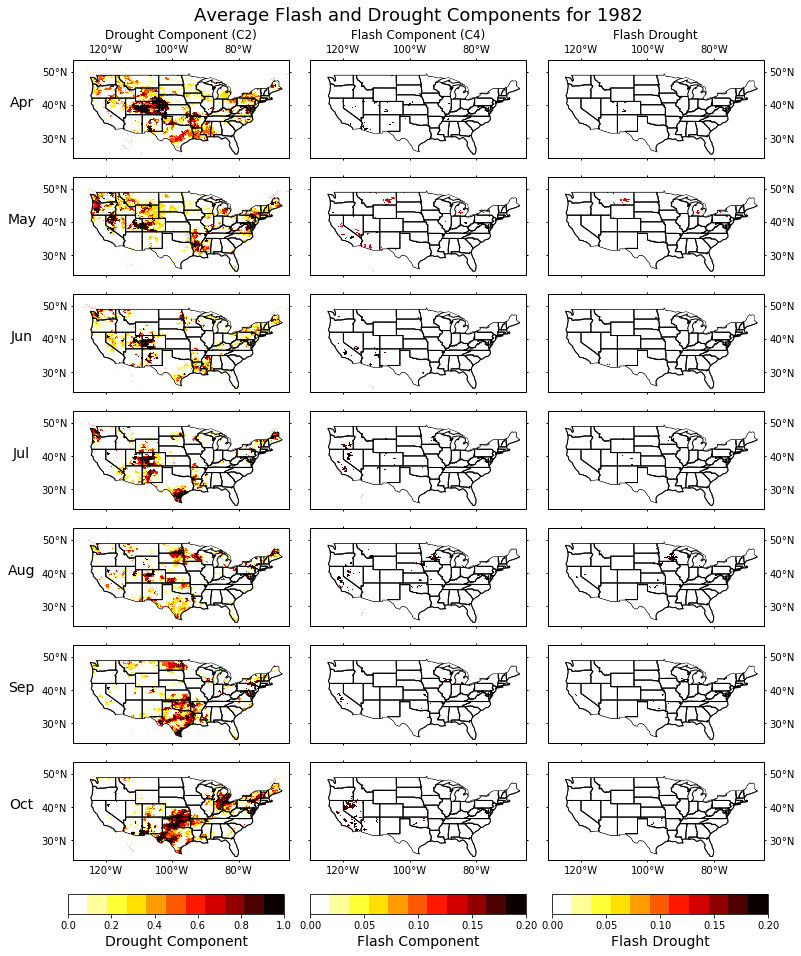 Average Flash and Drought Components for 1982
Drought Component (C2) Flash Component (C4) Flash Drought
120°W 100°W 80°W 120°W 100°W 80°W 120°W 100°W 80°W
Apr
50°N 50°N
40°N 40°N
30°N 30°N
May
50°N 50°N
40°N 40°N
30°N 30°N
Jun
50°N 50°N
40°N 40°N
30°N 30°N
Jul
50°N 50°N
40°N 40°N
30°N 30°N
Aug
50°N 50°N
40°N 40°N
30°N 30°N
Sep
50°N 50°N
40°N 40°N
30°N 30°N
Oct
50°N 50°N
40°N 40°N
30°N 30°N
120°W 100°W 80°W 120°W 100°W 80°W 120°W 100°W 80°W
0.0 0.2 0.4 0.6 0.8 1.0 0.00 0.05 0.10 0.15 0.20 0.00 0.05 0.10 0.15 0.20
Drought Component Flash Component Flash Drought